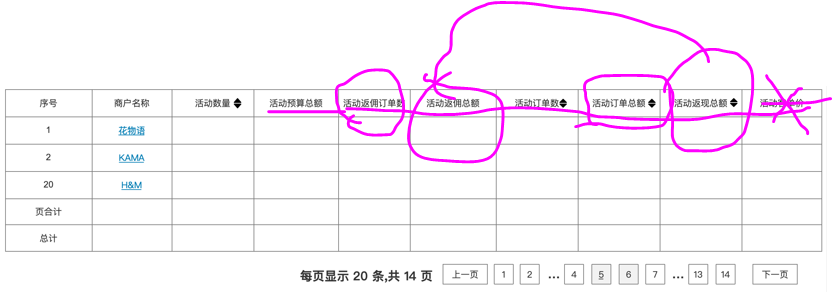 序号 商户名称 活动数量 活动预算总额 活动返佣订单数 活动返佣总额 活动订单数 活动订单总额 活动返现总额 活动 单价
1 花物语
2 KAMA
20 H&M
页合计
总计
每页显示 20 条,共 14 页 上一页 1 2 ... 4 5 6 7 ... 13 14 下一页